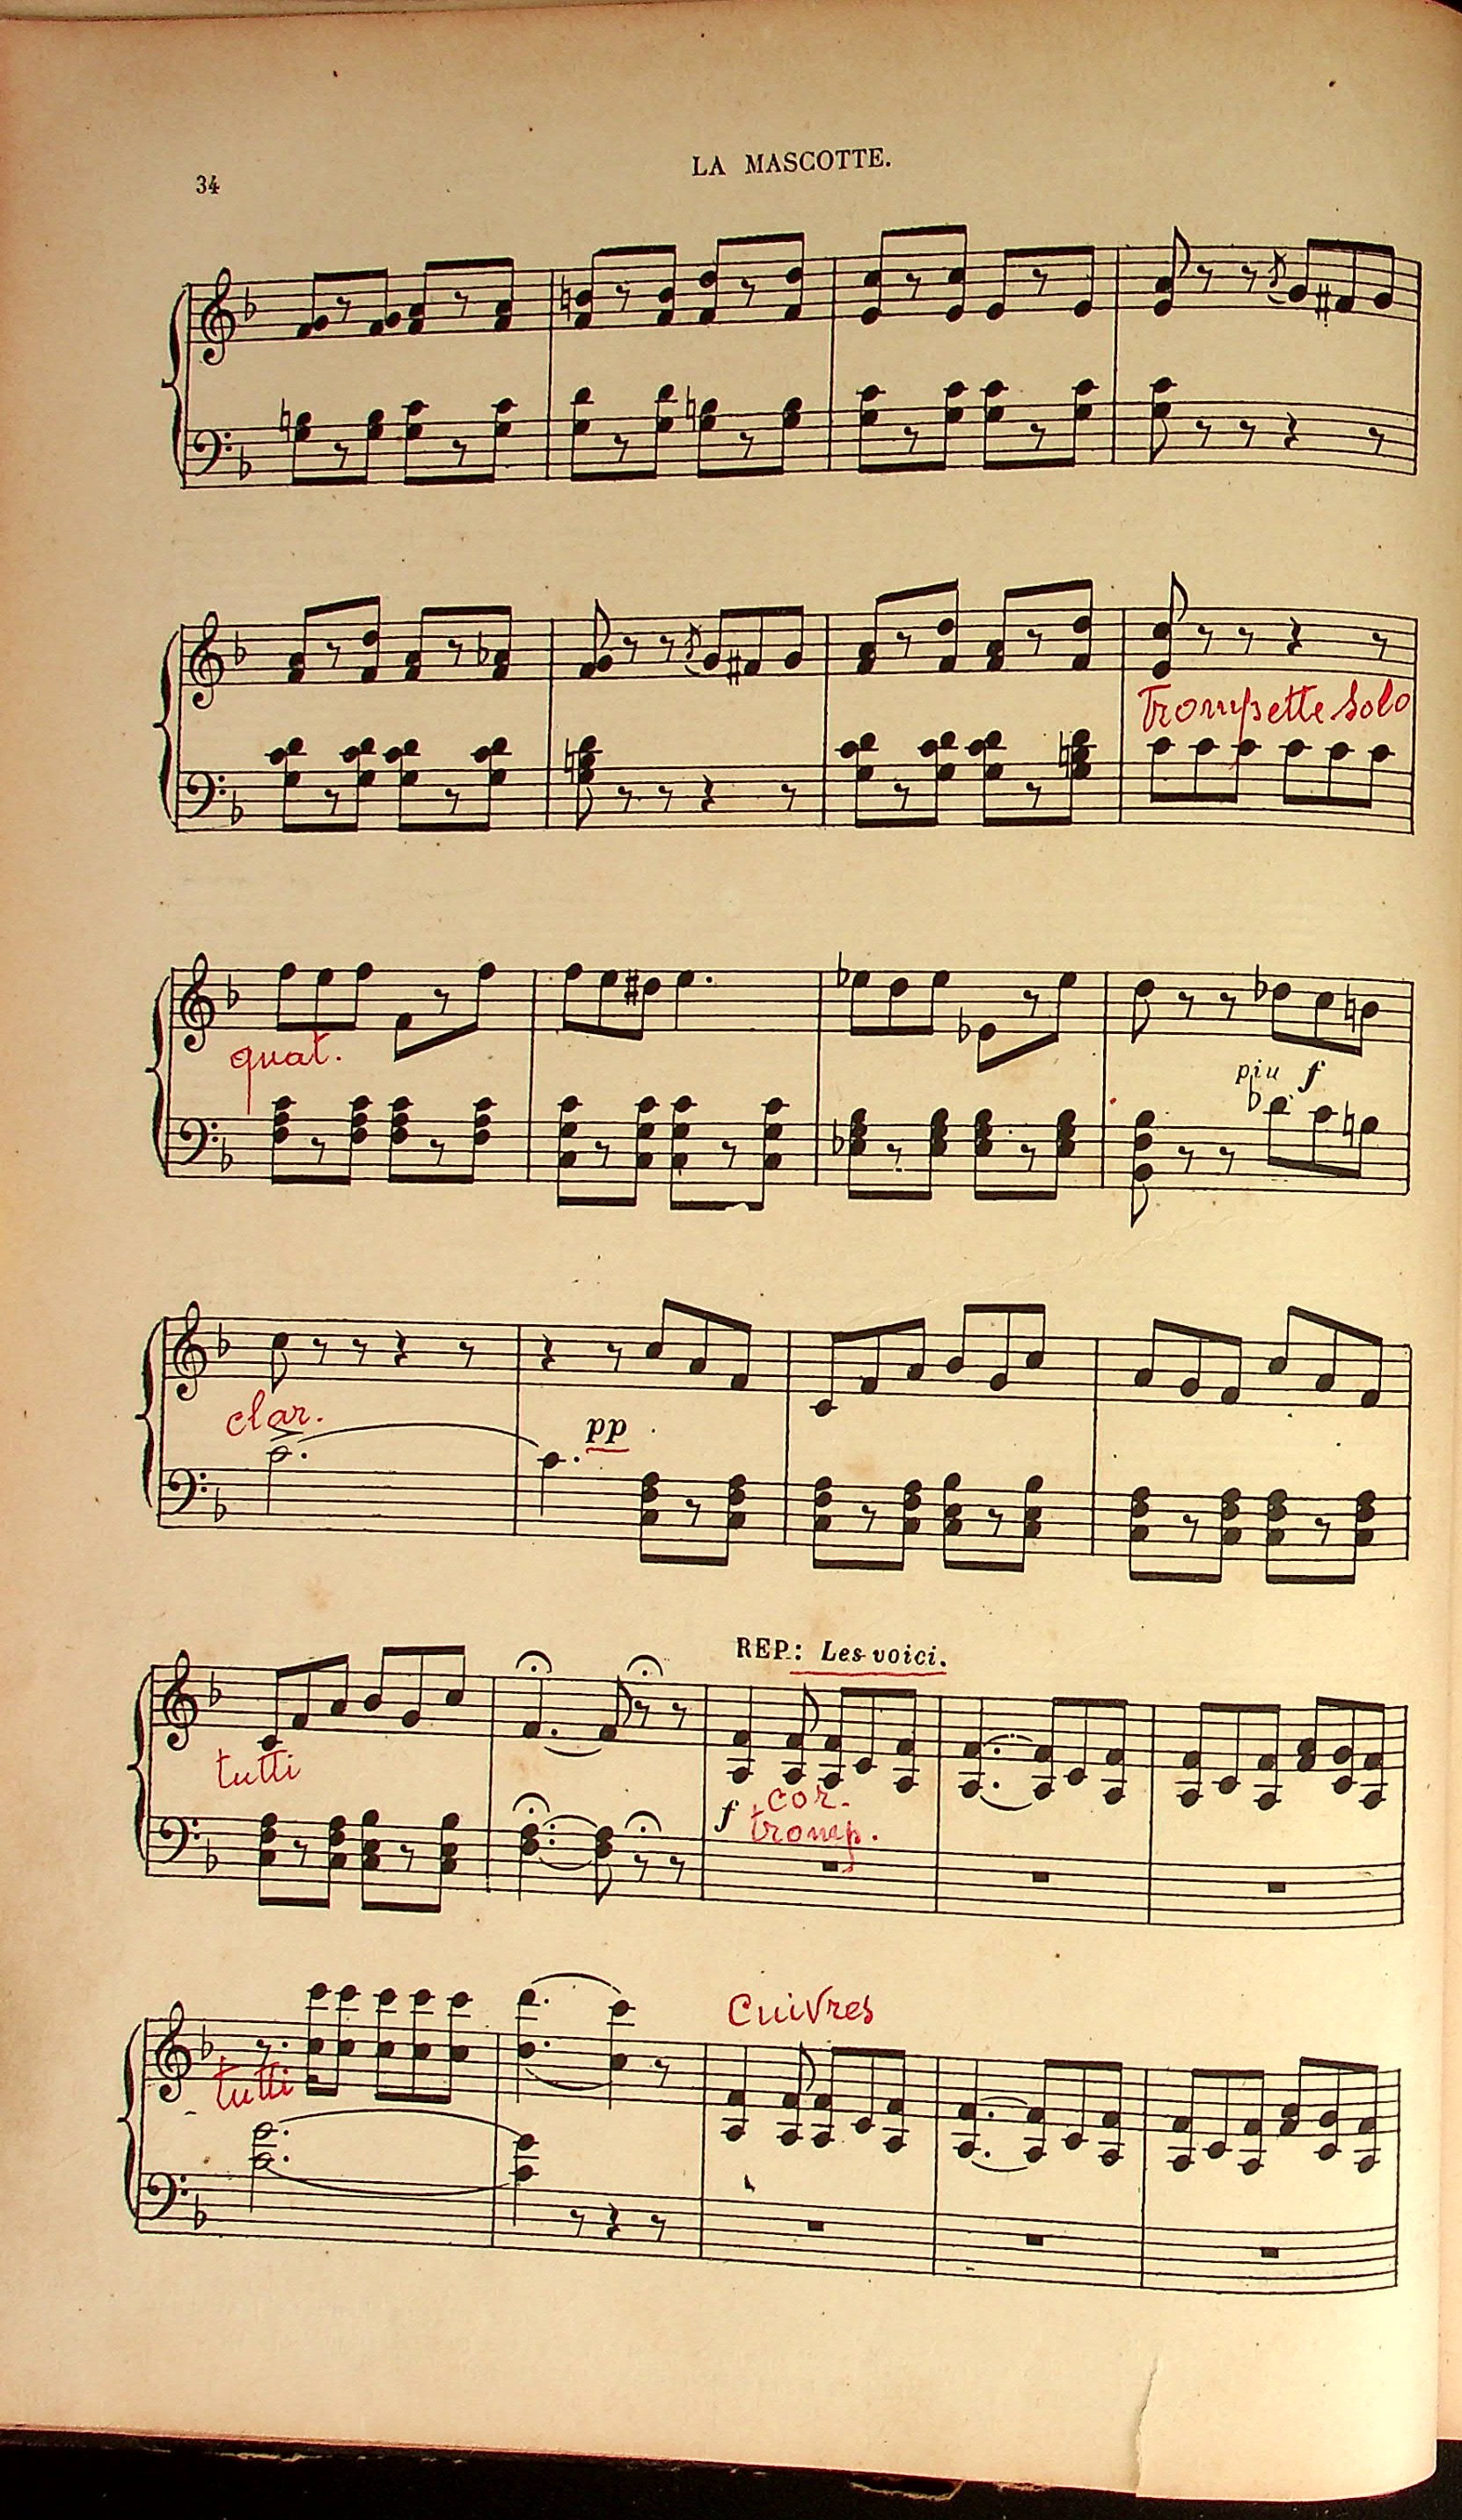 34
LA MASCOTTE.
Trompette solo
quat.
piu f
clar.
pp
REP: Les voici.
tutti
f cor.
tromp.
Cuivres
tutti